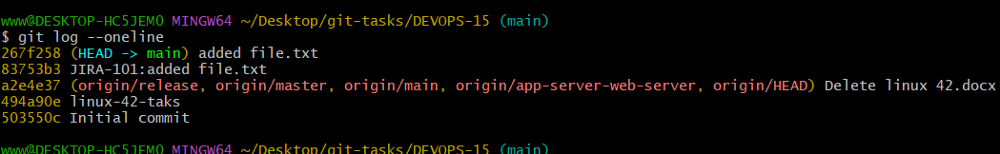 www@DESKTOP-HC5JEMO MINGW64 ~/Desktop/git-tasks/DEVOPS-15 (main)
$ git log --oneline
267f258 (HEAD -> main) added file.txt
83753b3 JIRA-101:added file.txt
a2e4e37 (origin/release, origin/master, origin/main, origin/app-server-web-server, origin/HEAD) Delete linux 42.docx
494a90e linux-42-taks
503550c Initial commit
www@DESKTOP-HC5JEMO MINGW64 ~/Desktop/git-tasks/DEVOPS-15 (main)